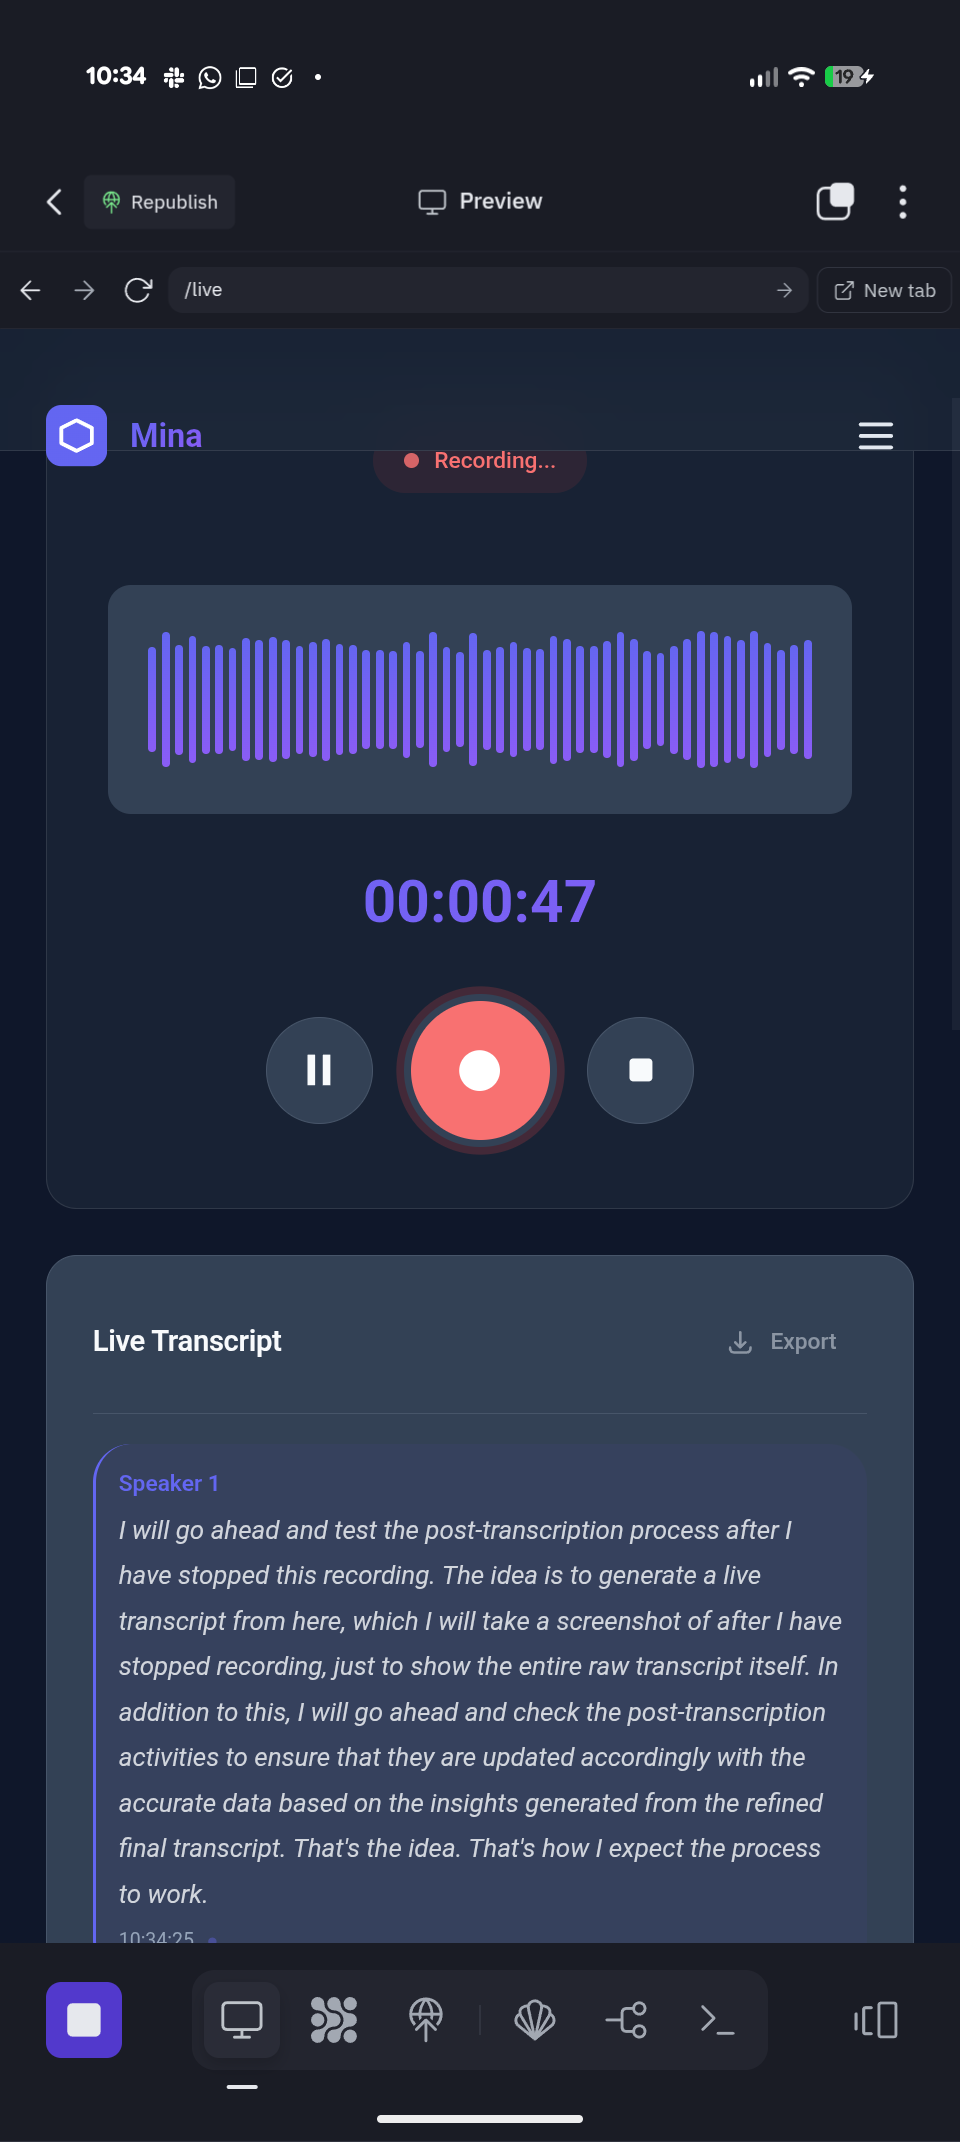 10:34
19
Republish
Preview
/live
New tab
Mina
Recording...
00:00:47
Live Transcript
Export
Speaker 1
I will go ahead and test the post-transcription process after I
have stopped this recording. The idea is to generate a live
transcript from here, which I will take a screenshot of after I have
stopped recording, just to show the entire raw transcript itself. In
addition to this, I will go ahead and check the post-transcription
activities to ensure that they are updated accordingly with the
accurate data based on the insights generated from the refined
final transcript. That's the idea. That's how I expect the process
to work.
10:34:25